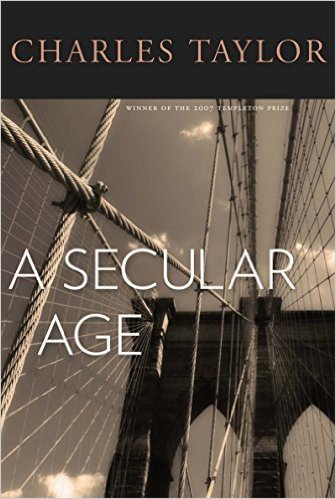 CHARLES TAYLOR
WINNER OF THE 2007 TEMPLETON PRIZE
A SECULAR
AGE